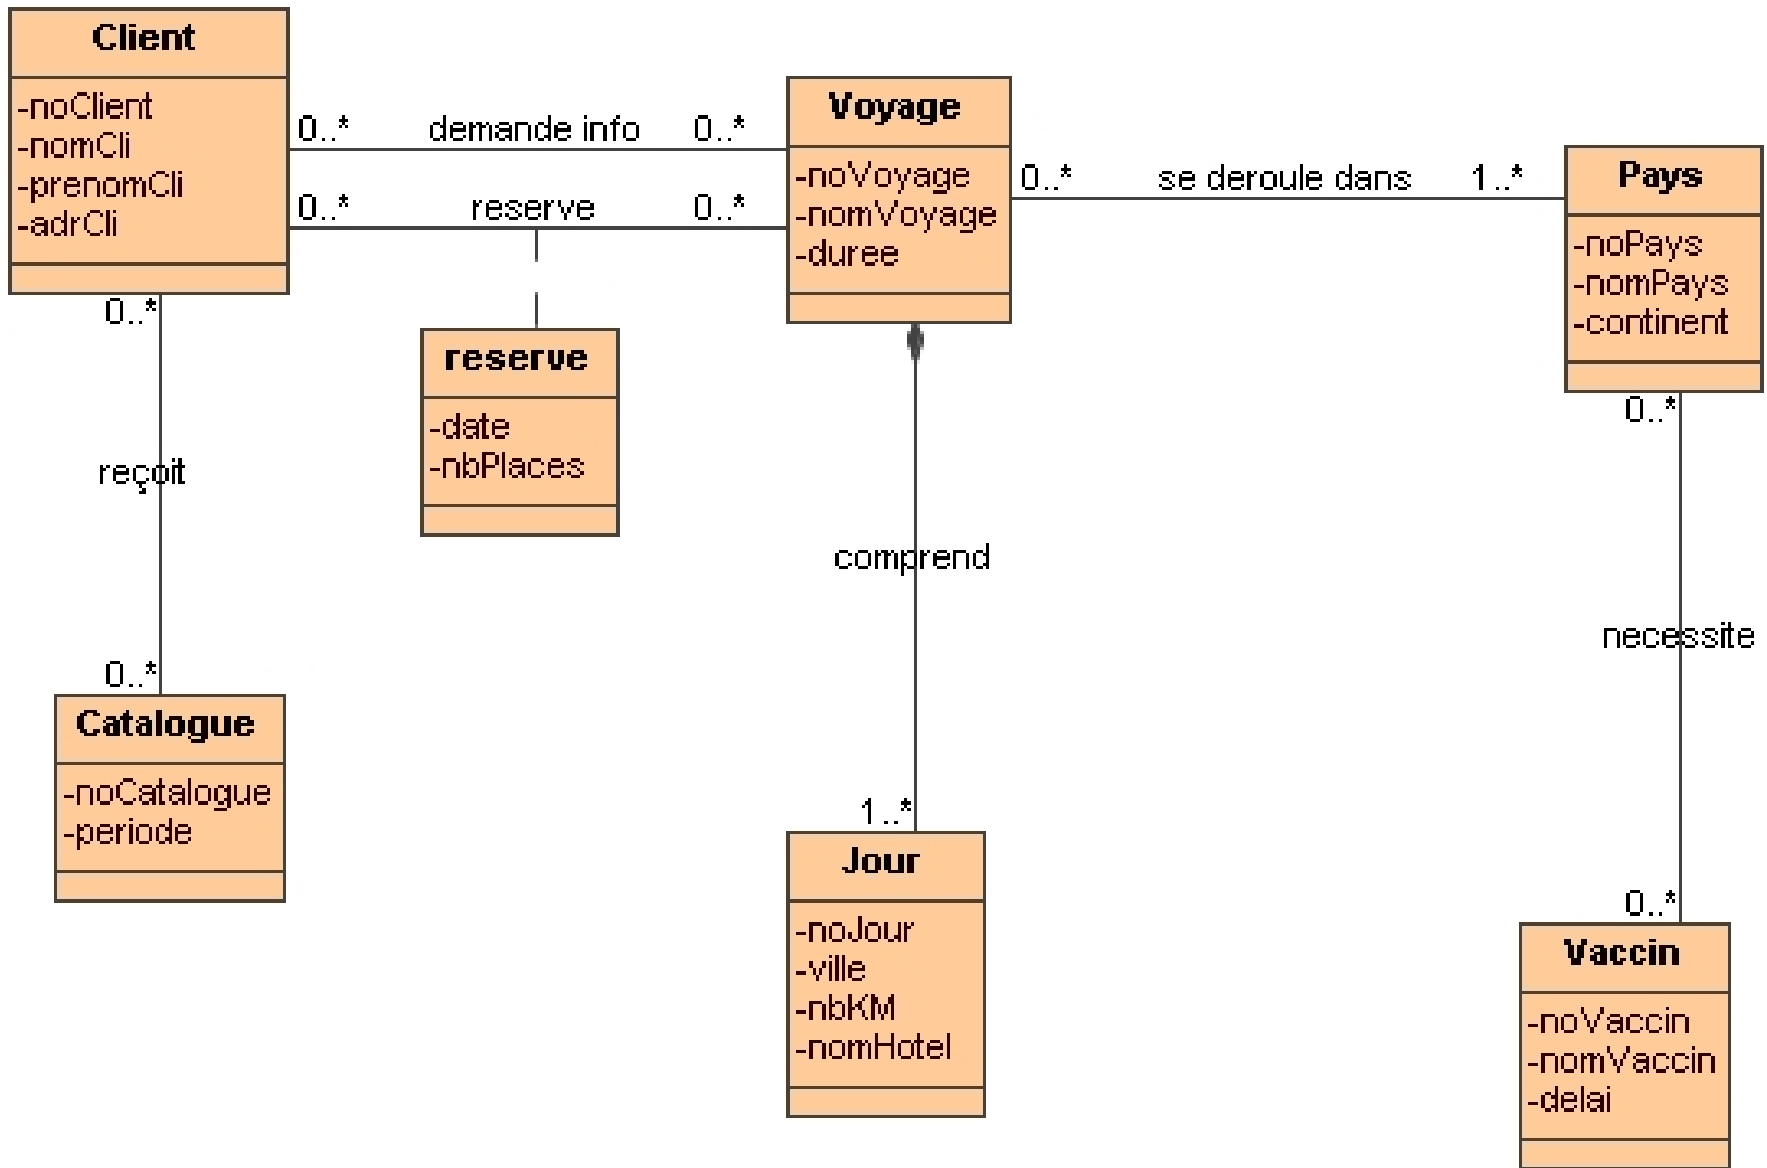 Client
-noClient
-nomCli
-prenomCli
-adrCli
0..* demande info 0..*
0..* reserve 0..*
Voyage
-noVoyage
-nomVoyage
-duree
0..* se deroule dans 1..*
Pays
-noPays
-nomPays
-continent
0..*
reçoit
0..*
reserve
-date
-nbPlaces
comprend
1..*
0..*
necessite
0..*
Catalogue
-noCatalogue
-periode
Jour
-noJour
-ville
-nbKM
-nomHotel
Vaccin
-noVaccin
-nomVaccin
-delai